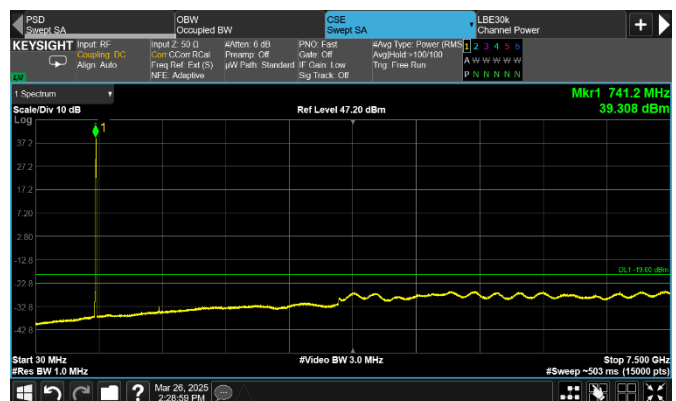 PSD
Swept SA
OBW
Occupied BW
CSE
Swept SA
LBE30k
Channel Power
KEYSIGHT
Input: RF
Coupling: DC
Align: Auto
Input Z: 50 Ω
Corr CCorr RCal
Freq Ref: Ext (S)
NFE: Adaptive
#Atten: 6 dB
Preamp: Off
µW Path: Standard
PNO: Fast
Gate: Off
IF Gain: Low
Sig Track: Off
#Avg Type: Power (RMS)
Avg|Hold:>100/100
Trig: Free Run
1 2 3 4 5 6
A W W W W W
P N N N N N
LXI
1 Spectrum
Scale/Div 10 dB
Ref Level 47.20 dBm
Mkr1 741.2 MHz
39.308 dBm
Log
1
37.2
27.2
17.2
7.20
-2.80
-12.8
DL1 -19.00 dBm
-22.8
-32.8
-42.8
Start 30 MHz
#Video BW 3.0 MHz
Stop 7.500 GHz
#Res BW 1.0 MHz
#Sweep ~503 ms (15000 pts)
?
Mar 26, 2025
2:28:59 PM